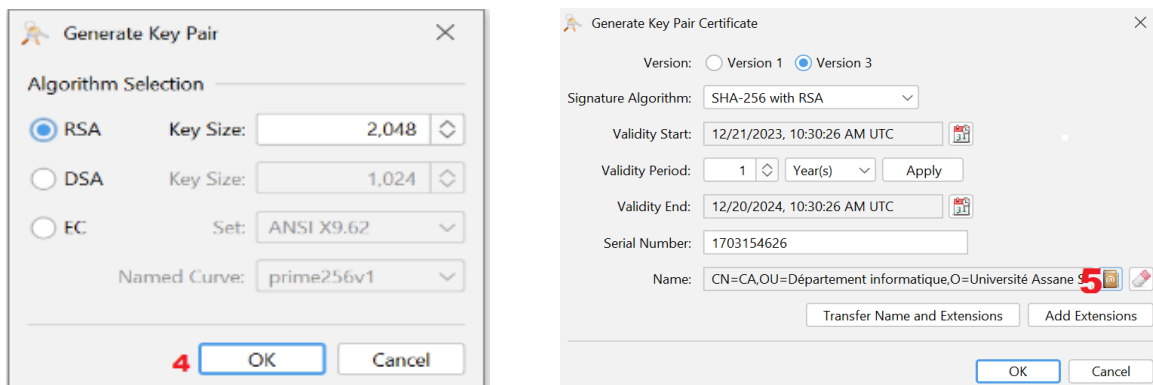 Generate Key Pair
Algorithm Selection
RSA Key Size: 2,048
DSA Key Size: 1,024
EC Set: ANSI X9.62
Named Curve: prime256v1
4 OK Cancel
Generate Key Pair Certificate
Version: Version 1 Version 3
Signature Algorithm: SHA-256 with RSA
Validity Start: 12/21/2023, 10:30:26 AM UTC
Validity Period: 1 Year(s) Apply
Validity End: 12/20/2024, 10:30:26 AM UTC
Serial Number: 1703154626
Name: CN=CA,OU=Département informatique,O=Université Assane 5
Transfer Name and Extensions Add Extensions
OK Cancel